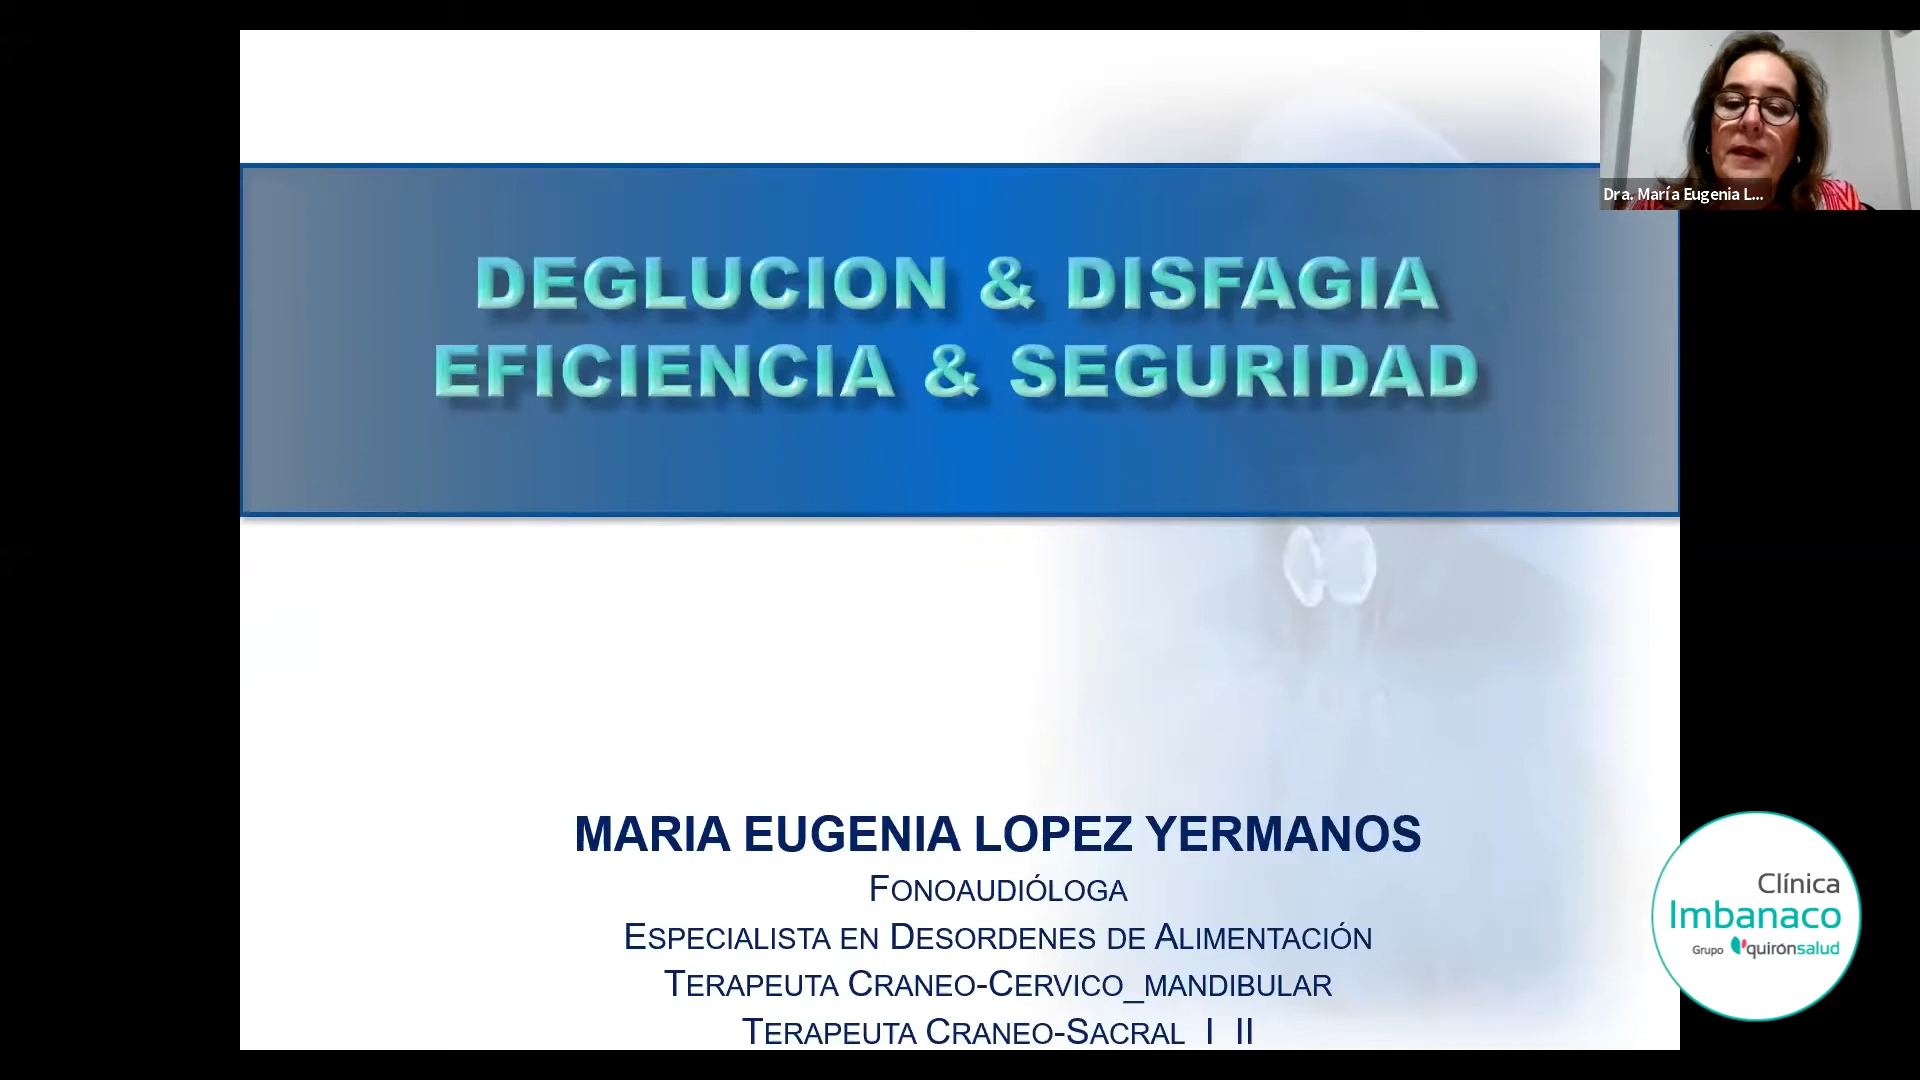 Dra. María Eugenia L...
DEGLUCION & DISFAGIA
EFICIENCIA & SEGURIDAD
MARIA EUGENIA LOPEZ YERMANOS
FONOAUDIÓLOGA
ESPECIALISTA EN DESORDENES DE ALIMENTACIÓN
TERAPEUTA CRANEO-CERVICO_MANDIBULAR
TERAPEUTA CRANEO-SACRAL I II
Clínica
Imbanaco
Grupo quirónsalud